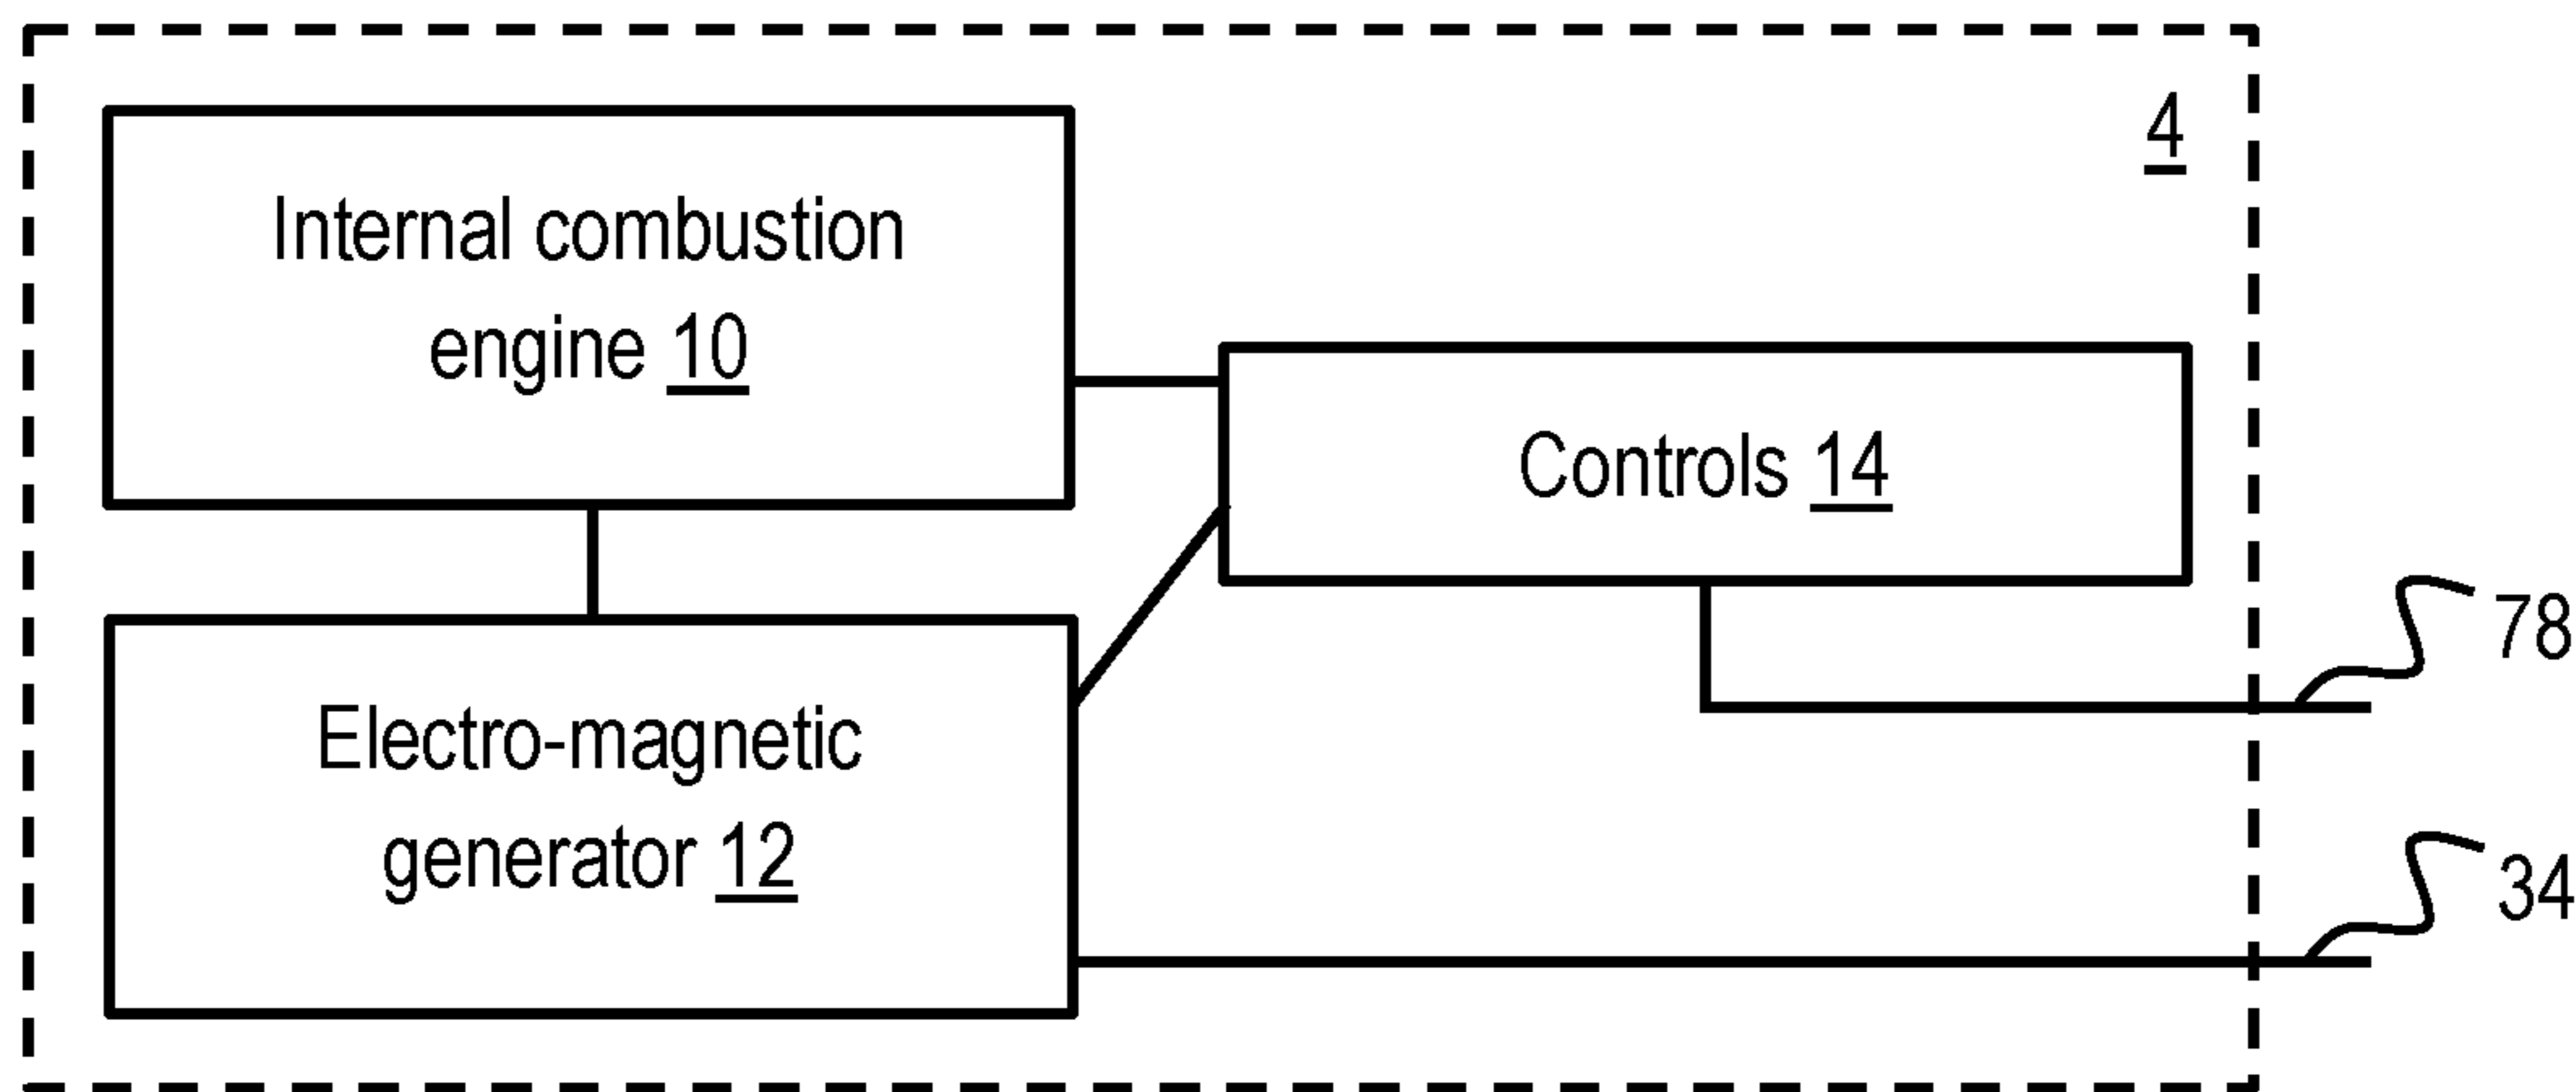 4
Internal combustion
engine 10
Controls 14
78
Electro-magnetic
generator 12
34